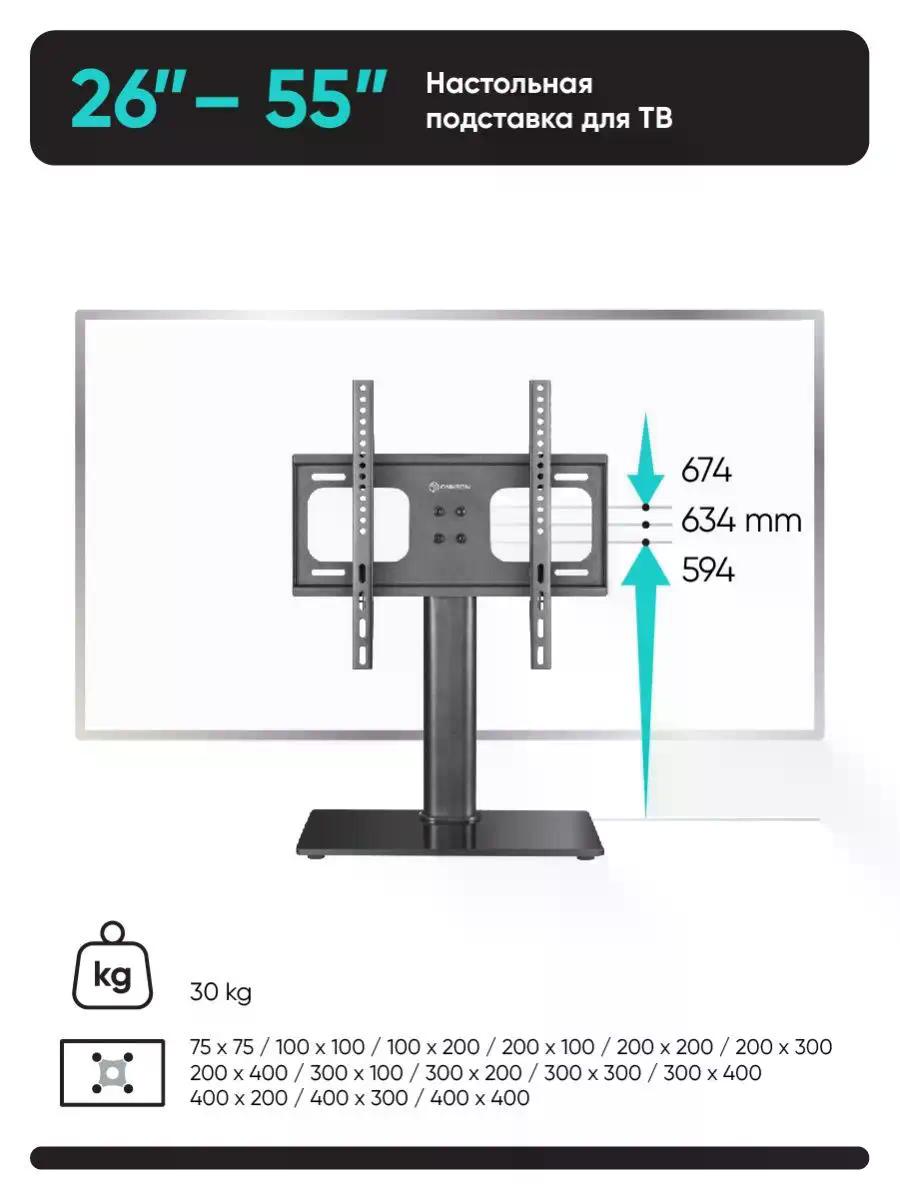 26"– 55"
Настольная
подставка для ТВ
674
634 mm
594
kg
30 kg
75 x 75 / 100 x 100 / 100 x 200 / 200 x 100 / 200 x 200 / 200 x 300
200 x 400 / 300 x 100 / 300 x 200 / 300 x 300 / 300 x 400
400 x 200 / 400 x 300 / 400 x 400